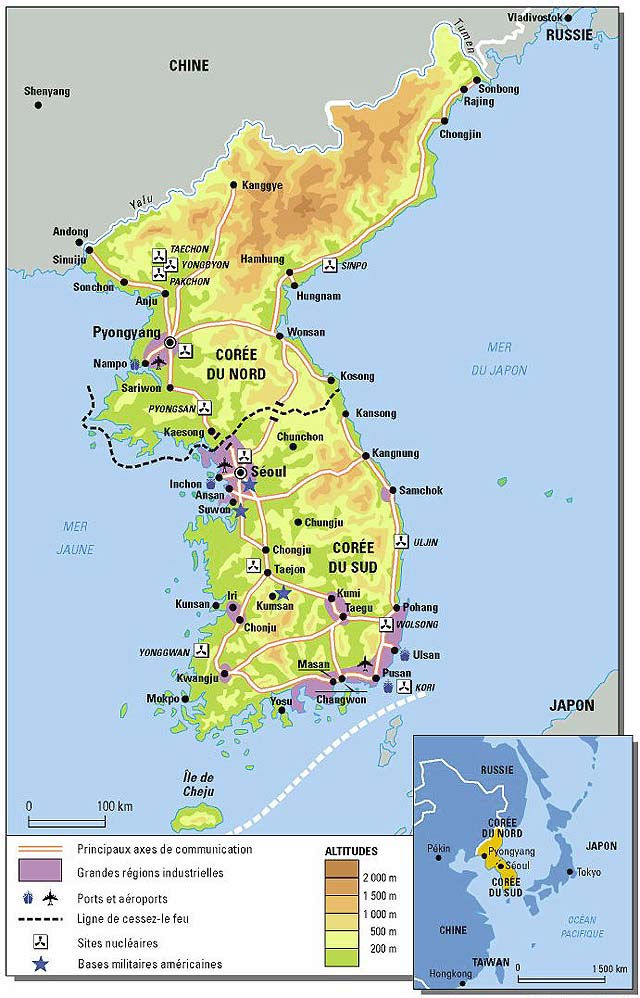 Vladivostok
RUSSIE
Tumen
CHINE
Shenyang
Sonbong
Rajing
Chongjin
Kanggye
Yalu
Andong
Sinuiju
TAECHON
YONGBYON
PAKCHON
Hamhung
SINPO
Sonchon
Anju
Hungnam
Pyongyang
Wonsan
CORÉE
DU NORD
MER
DU JAPON
Nampo
Kosong
Sariwon
PYONGSAN
Kansong
Kaesong
Chunchon
Kangnung
Séoul
Inchon
Ansan
Samchok
Suwon
MER
JAUNE
Chungju
ULJIN
Chongju
CORÉE
DU SUD
Taejon
Kumi
Iri
Kunsan
Kumsan
Taegu
Pohang
WOLSONG
Chonju
YONGGWAN
Ulsan
Masan
Kwangju
Pusan
KORI
Mokpo
Yosu
Changwon
JAPON
Île de
Cheju
0 100 km
Principaux axes de communication
Grandes régions industrielles
Ports et aéroports
Ligne de cessez-le feu
Sites nucléaires
Bases militaires américaines
ALTITUDES
2 000 m
1 500 m
1 000 m
500 m
200 m
RUSSIE
CORÉE
DU NORD
JAPON
Pékin
Pyongyang
Séoul
Tokyo
CORÉE
DU SUD
OCÉAN
PACIFIQUE
CHINE
TAÏWAN
Hongkong
0 1 500 km